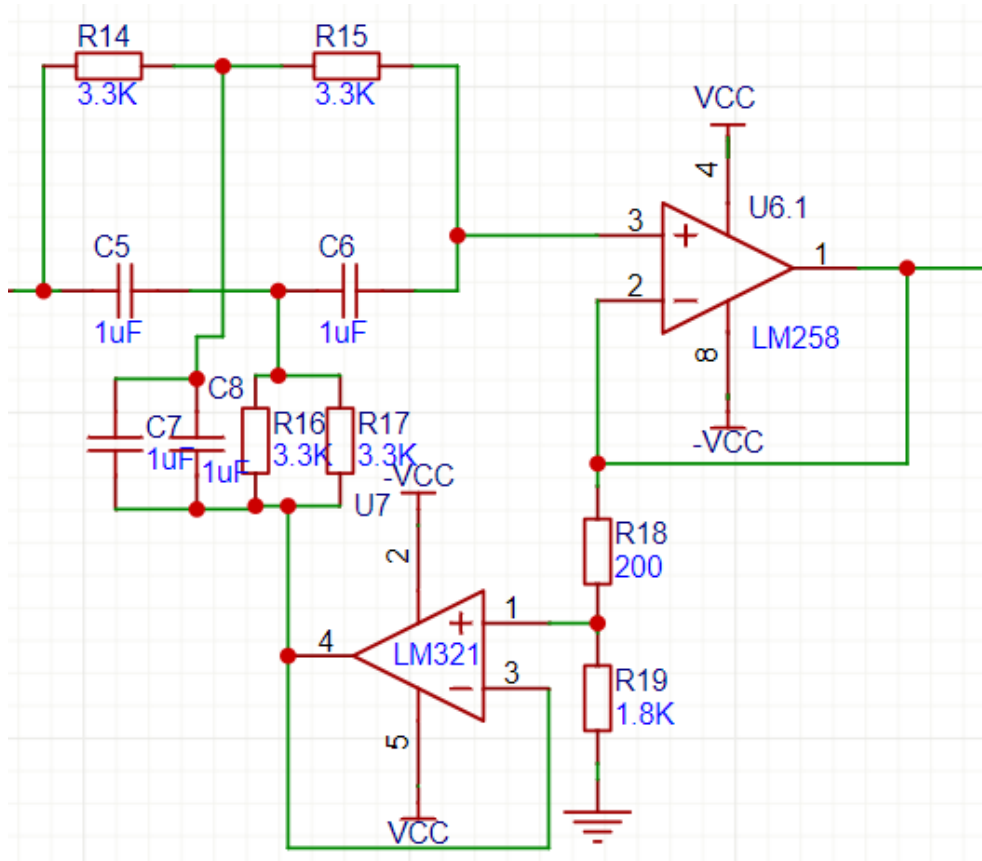 R14
3.3K
R15
3.3K
VCC
4
U6.1
3
+
1
2
−
LM258
8
-VCC
C5
1uF
C6
1uF
C8
C7
1uF
1uF
R16
3.3K
R17
3.3K
-VCC
U7
2
R18
200
1
+
4
LM321
3
−
R19
1.8K
5
VCC